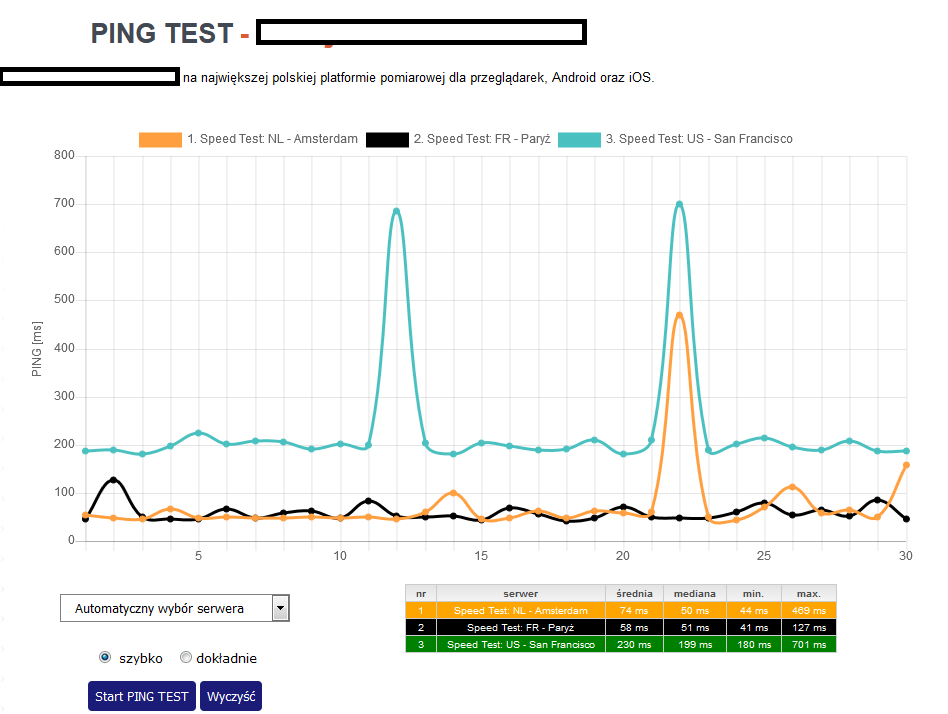 PING TEST -
na największej polskiej platformie pomiarowej dla przeglądarek, Android oraz iOS.
1. Speed Test: NL - Amsterdam 2. Speed Test: FR - Paryż 3. Speed Test: US - San Francisco
800
700
600
500
400
300
200
100
0
PING [ms]
5 10 15 20 25 30
Automatyczny wybór serwera
szybko dokładnie
Start PING TEST Wyczyść
nr serwer średnia mediana min. max.
1 Speed Test: NL - Amsterdam 74 ms 50 ms 44 ms 469 ms
2 Speed Test: FR - Paryż 58 ms 51 ms 41 ms 127 ms
3 Speed Test: US - San Francisco 230 ms 199 ms 180 ms 701 ms